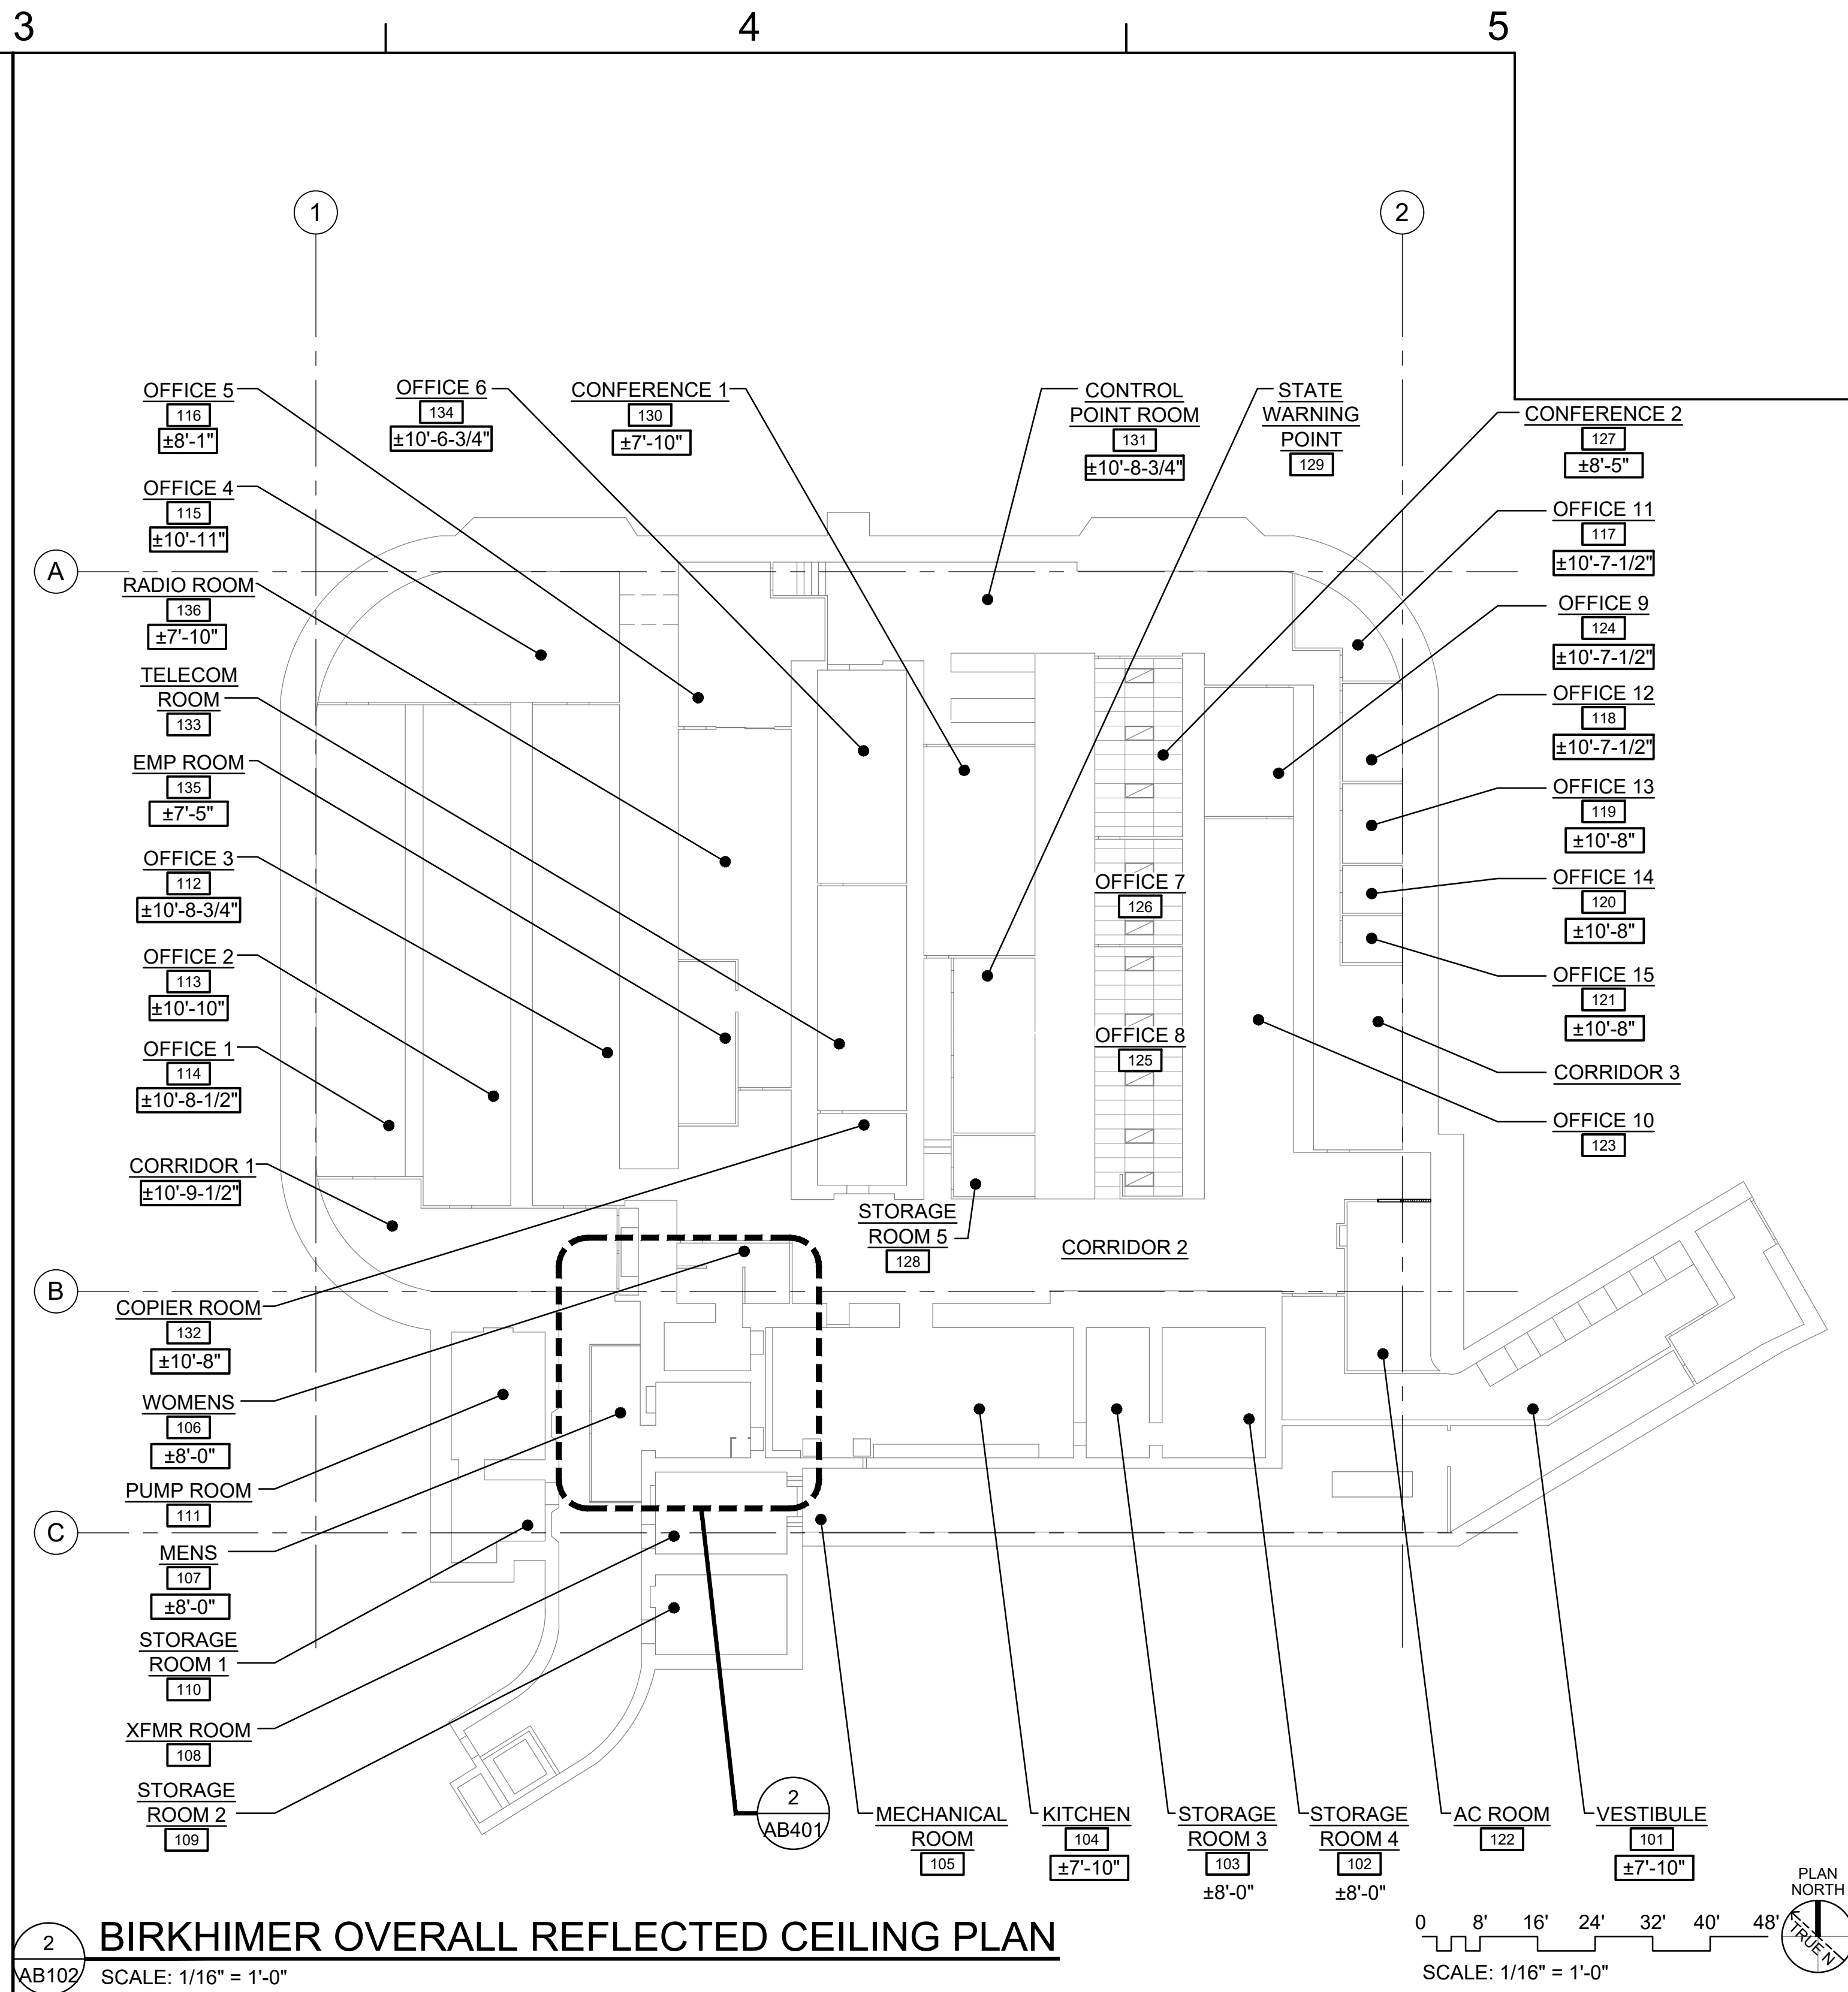 3
4
5
1
2
OFFICE 5
116
±8'-1"
OFFICE 6
134
±10'-6-3/4"
CONFERENCE 1
130
±7'-10"
CONTROL
POINT ROOM
131
±10'-8-3/4"
STATE
WARNING
POINT
129
CONFERENCE 2
127
±8'-5"
OFFICE 4
115
±10'-11"
OFFICE 11
117
±10'-7-1/2"
A
RADIO ROOM
136
±7'-10"
OFFICE 9
124
±10'-7-1/2"
TELECOM
ROOM
133
OFFICE 12
118
±10'-7-1/2"
EMP ROOM
135
±7'-5"
OFFICE 13
119
±10'-8"
OFFICE 3
112
±10'-8-3/4"
OFFICE 7
126
OFFICE 14
120
±10'-8"
OFFICE 2
113
±10'-10"
OFFICE 15
121
±10'-8"
OFFICE 1
114
±10'-8-1/2"
OFFICE 8
125
CORRIDOR 3
OFFICE 10
123
CORRIDOR 1
±10'-9-1/2"
STORAGE
ROOM 5
128
CORRIDOR 2
B
COPIER ROOM
132
±10'-8"
WOMENS
106
±8'-0"
PUMP ROOM
111
C
MENS
107
±8'-0"
STORAGE
ROOM 1
110
XFMR ROOM
108
STORAGE
ROOM 2
109
2
AB401
MECHANICAL
ROOM
105
KITCHEN
104
±7'-10"
STORAGE
ROOM 3
103
±8'-0"
STORAGE
ROOM 4
102
±8'-0"
AC ROOM
122
VESTIBULE
101
±7'-10"
2
AB102
BIRKHIMER OVERALL REFLECTED CEILING PLAN
SCALE: 1/16" = 1'-0"
0 8' 16' 24' 32' 40' 48'
SCALE: 1/16" = 1'-0"
PLAN
NORTH
TRUE N